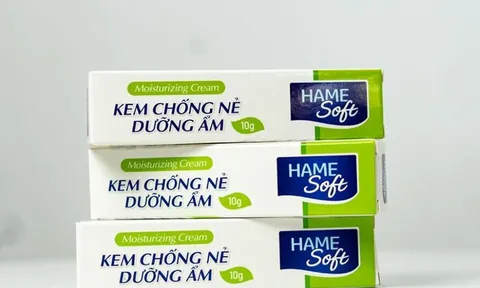 Moisturizing Cream
KEM CHỐNG NẺ
DƯỠNG ẨM
10g
HAME
Soft
Moisturizing Cream
KEM CHỐNG NẺ
DƯỠNG ẨM
10g
HAME
Soft
Moisturizing Cream
KEM CHỐNG NẺ
DƯỠNG ẨM
10g
HAME
Soft